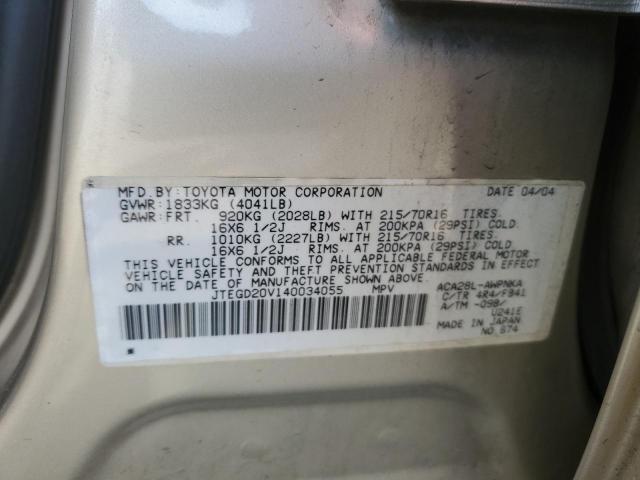 MFD.BY:TOYOTA MOTOR CORPORATION DATE 04/04
GVWR:1833KG (4041LB)
GAWR:FRT. 920KG (2028LB) WITH 215/70R16 TIRES.
16X6 1/2J RIMS. AT 200KPA (29PSI) COLD
RR. 1010KG (2227LB) WITH 215/70R16 TIRES.
16X6 1/2J RIMS. AT 200KPA (29PSI) COLD.
THIS VEHICLE CONFORMS TO ALL APPLICABLE FEDERAL MOTOR
VEHICLE SAFETY AND THEFT PREVENTION STANDARDS IN EFFECT
ON THE DATE OF MANUFACTURE SHOWN ABOVE.
JTEGD20V140034055 MPV
ACA28L-AWPNKA
C/TR 4R4/FB41
A/TM -09B/
U241E
MADE IN JAPAN
NO.S74